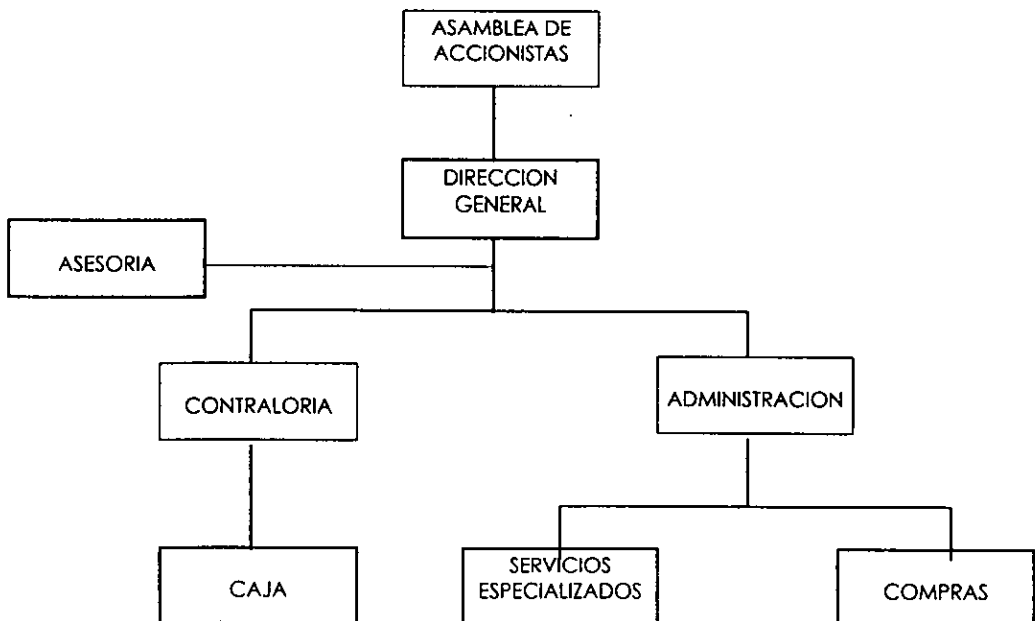 ASAMBLEA DE
ACCIONISTAS
DIRECCION
GENERAL
ASESORIA
CONTRALORIA
ADMINISTRACION
CAJA
SERVICIOS
ESPECIALIZADOS
COMPRAS